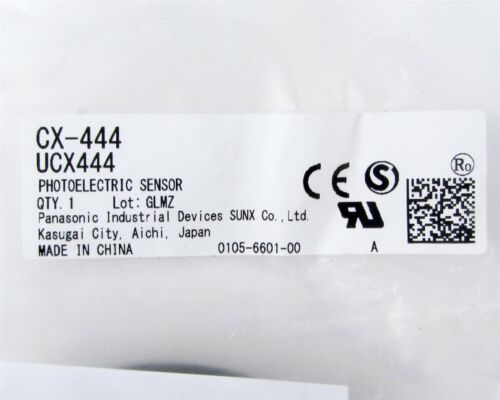 CX-444
UCX444
PHOTOELECTRIC SENSOR
QTY. 1 Lot: GLMZ
Panasonic Industrial Devices SUNX Co., Ltd.
Kasugai City, Aichi, Japan
MADE IN CHINA 0105-6601-00 A
CE S
RU
Ro